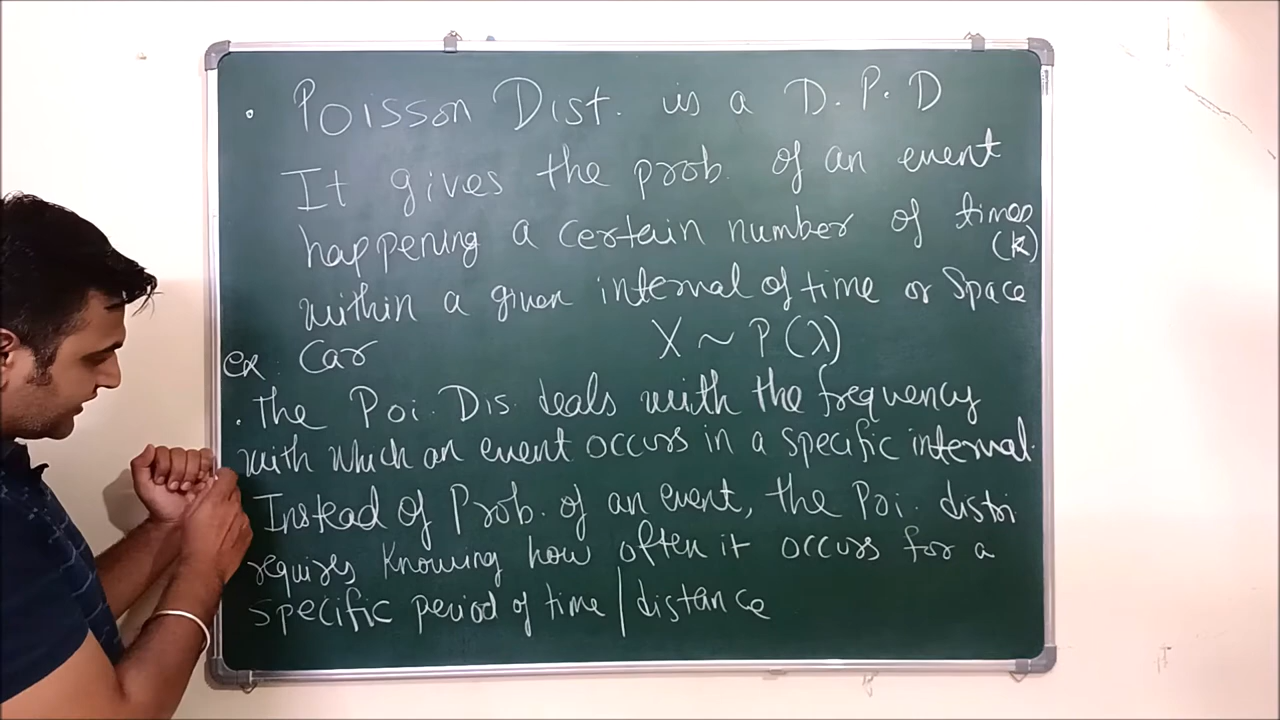 • Poisson Dist. is a D.P.D
It gives the prob. of an event
happening a certain number of times
(k)
within a given interval of time or Space
ex. Car X ~ P(λ)
• The Poi. Dis. deals with the frequency
with which an event occurs in a specific interval.
Instead of Prob. of an event, the Poi. distri.
requires knowing how often it occurs for a
specific period of time/distance